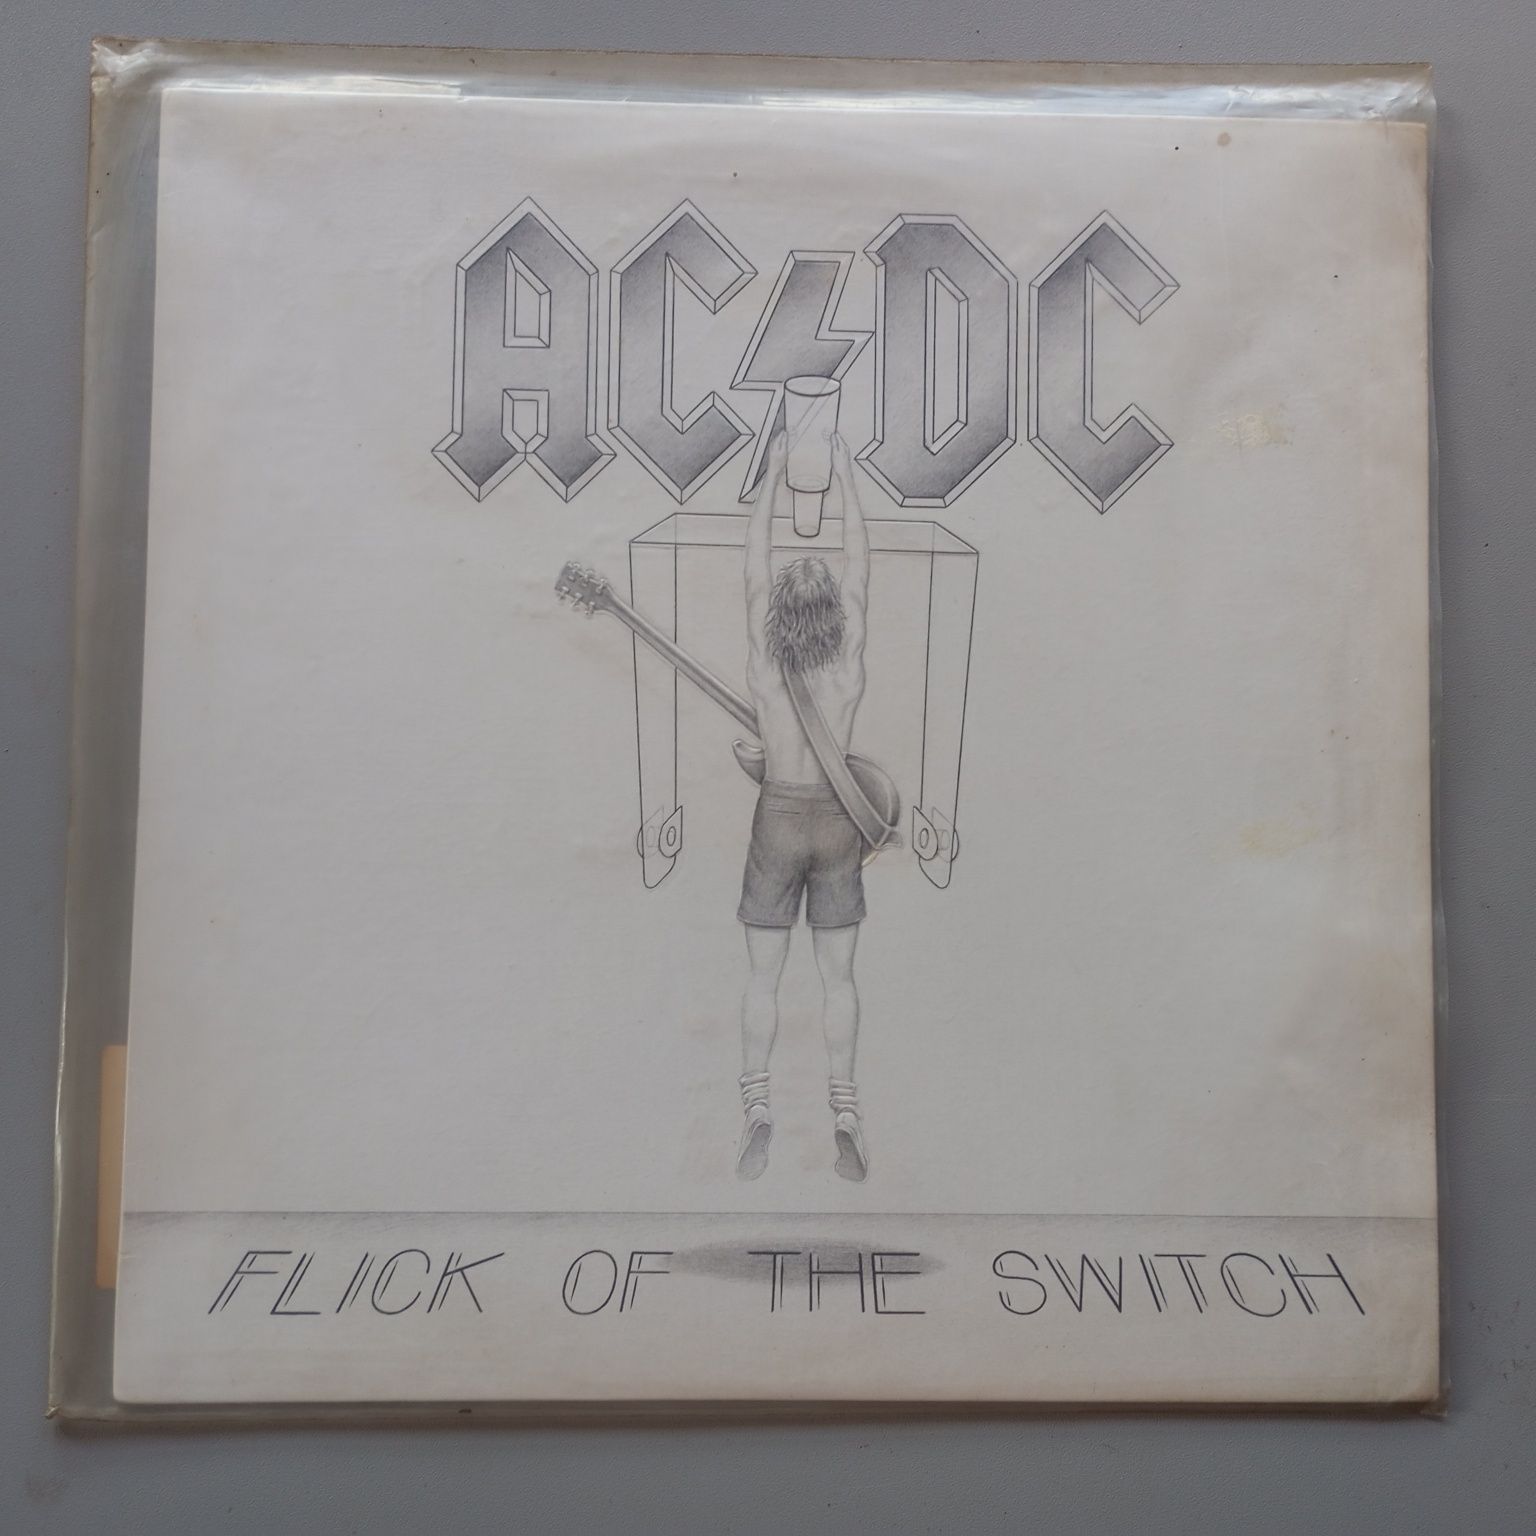 AC⚡DC
FLICK OF THE SWITCH